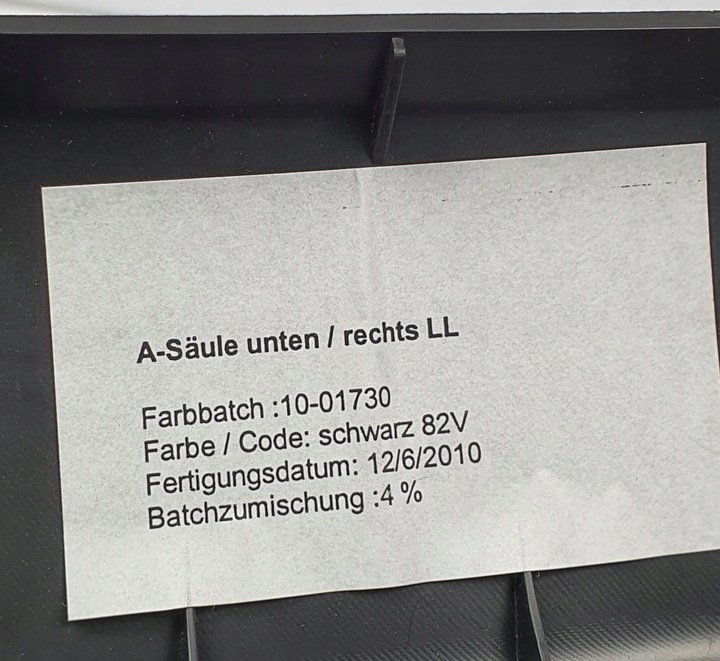 A-Säule unten / rechts LL
Farbbatch :10-01730
Farbe / Code: schwarz 82V
Fertigungsdatum: 12/6/2010
Batchzumischung :4 %